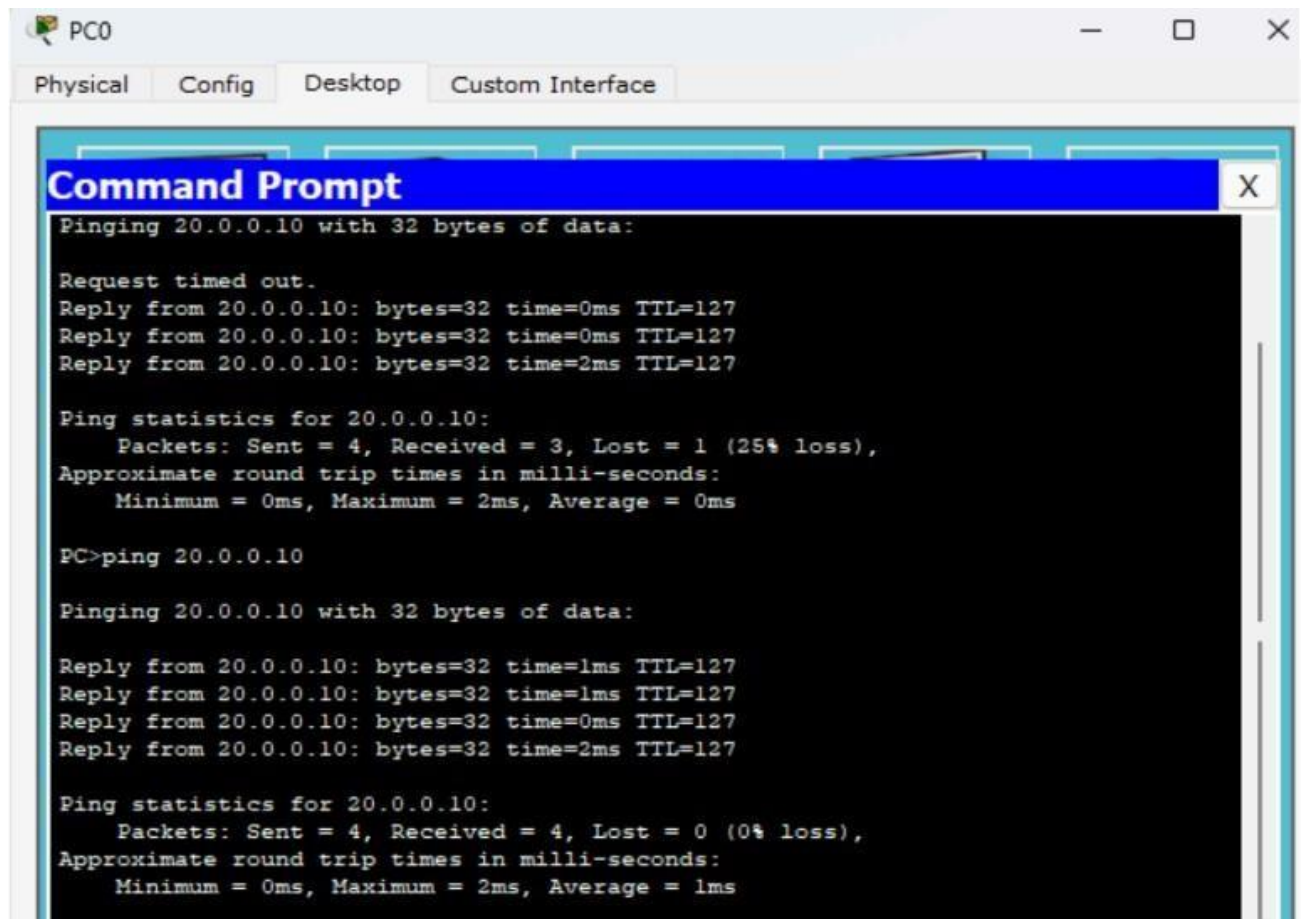 PC0
Physical Config Desktop Custom Interface
Command Prompt X
Pinging 20.0.0.10 with 32 bytes of data:
Request timed out.
Reply from 20.0.0.10: bytes=32 time=0ms TTL=127
Reply from 20.0.0.10: bytes=32 time=0ms TTL=127
Reply from 20.0.0.10: bytes=32 time=2ms TTL=127
Ping statistics for 20.0.0.10:
Packets: Sent = 4, Received = 3, Lost = 1 (25% loss),
Approximate round trip times in milli-seconds:
Minimum = 0ms, Maximum = 2ms, Average = 0ms
PC>ping 20.0.0.10
Pinging 20.0.0.10 with 32 bytes of data:
Reply from 20.0.0.10: bytes=32 time=1ms TTL=127
Reply from 20.0.0.10: bytes=32 time=1ms TTL=127
Reply from 20.0.0.10: bytes=32 time=0ms TTL=127
Reply from 20.0.0.10: bytes=32 time=2ms TTL=127
Ping statistics for 20.0.0.10:
Packets: Sent = 4, Received = 4, Lost = 0 (0% loss),
Approximate round trip times in milli-seconds:
Minimum = 0ms, Maximum = 2ms, Average = 1ms